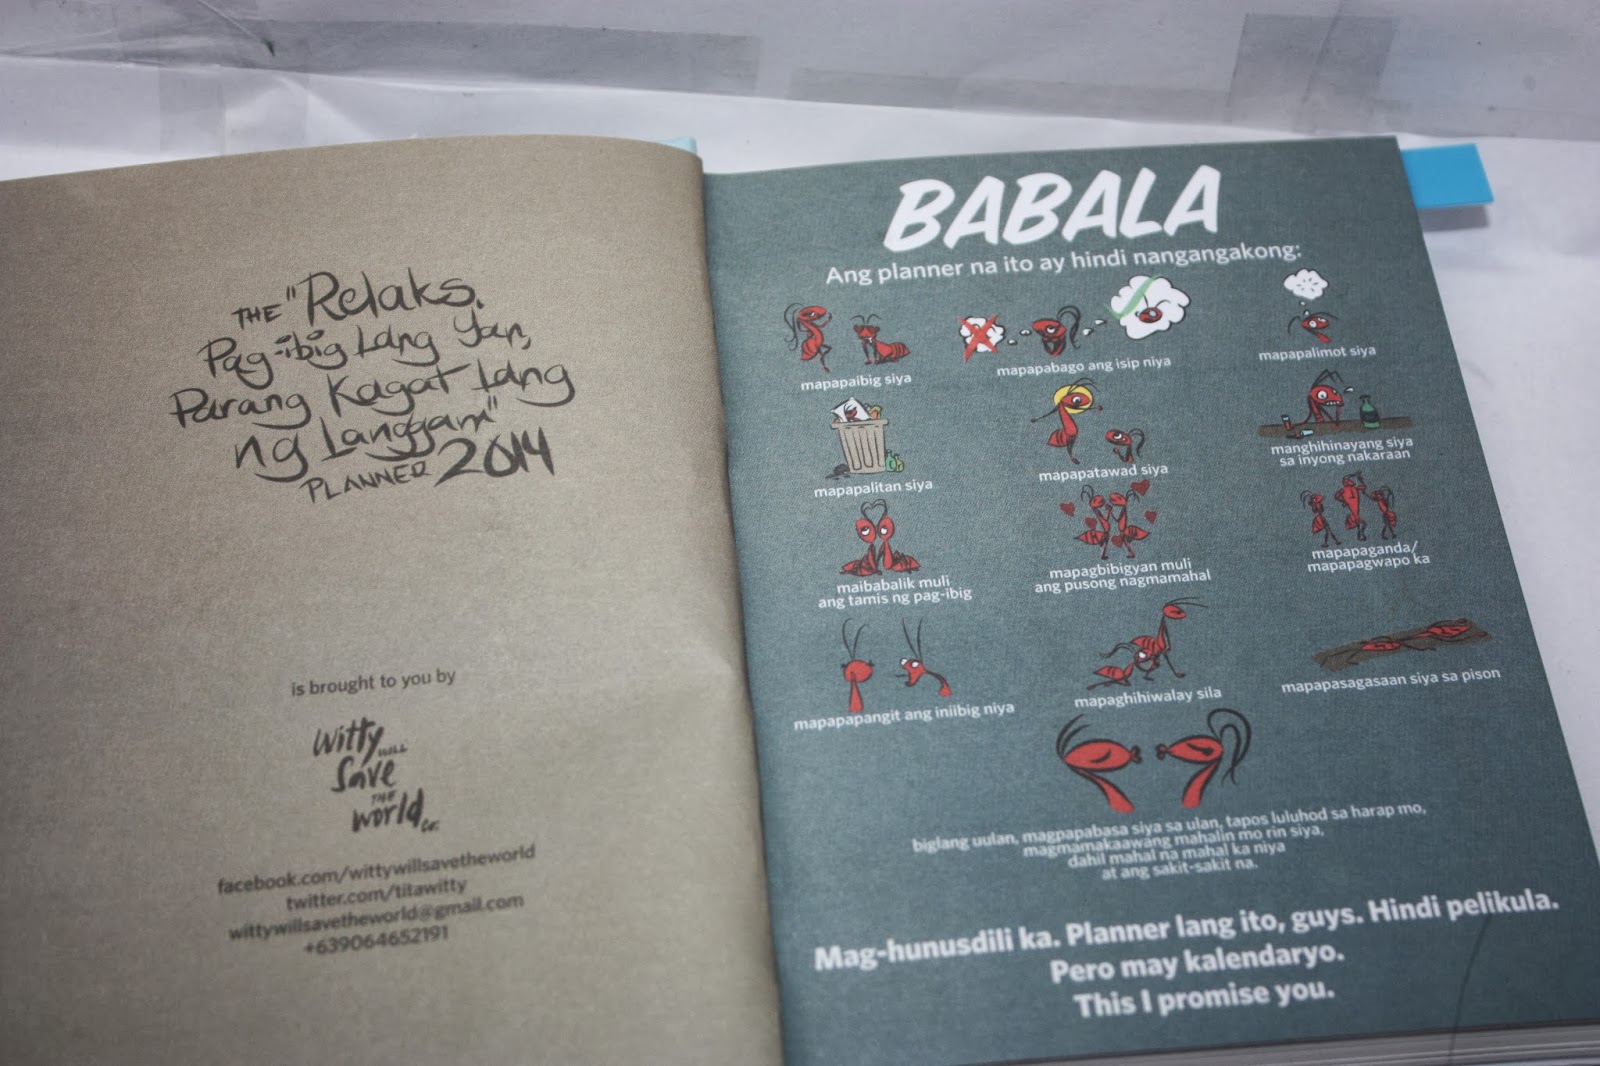 THE "Relaks.
Pag-ibig Lang Yan,
Parang Kagat Lang
ng Langgam"
PLANNER 2014
is brought to you by
witty will
save
the
world co.
facebook.com/wittywillsavetheworld
twitter.com/titawitty
wittywillsavetheworld@gmail.com
+639064652191
BABALA
Ang planner na ito ay hindi nangangakong:
mapapaibig siya
mapapabago ang isip niya
mapapalimot siya
mapapalitan siya
mapapatawad siya
manghihinayang siya
sa inyong nakaraan
maibabalik muli
ang tamis ng pag-ibig
mapagbibigyan muli
ang pusong nagmamahal
mapapaganda/
mapapagwapo ka
mapapapangit ang iniibig niya
mapaghihiwalay sila
mapapasagasaan siya sa pison
biglang uulan, magpapabasa siya sa ulan, tapos luluhod sa harap mo,
magmamakaawang mahalin mo rin siya,
dahil mahal na mahal ka niya
at ang sakit-sakit na.
Mag-hunusdili ka. Planner lang ito, guys. Hindi pelikula.
Pero may kalendaryo.
This I promise you.